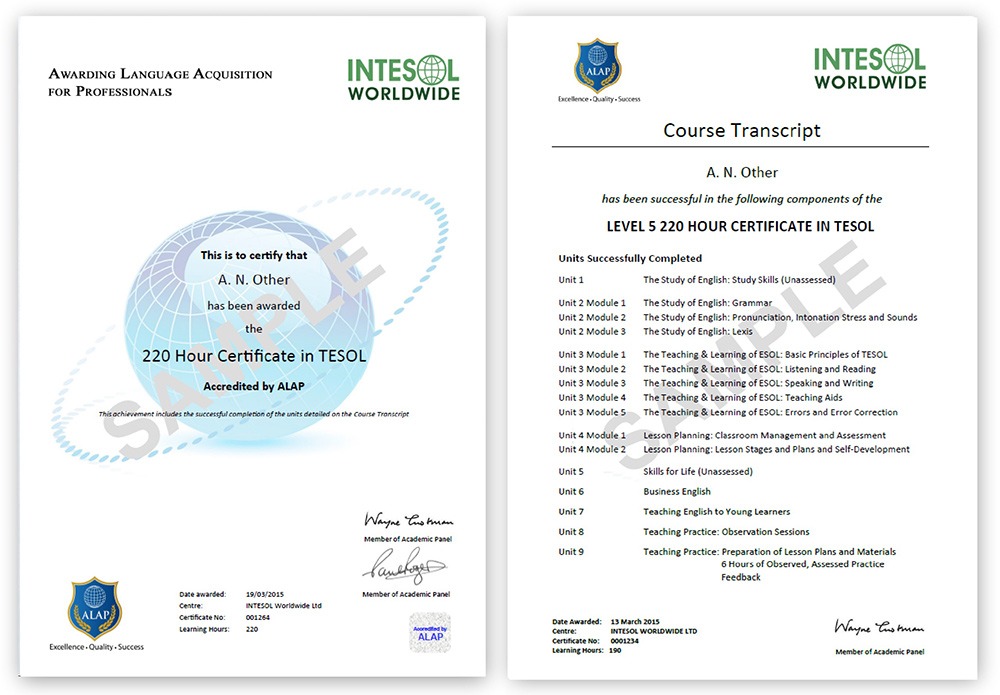 AWARDING LANGUAGE ACQUISITION
FOR PROFESSIONALS
INTESOL
WORLDWIDE
This is to certify that
A. N. Other
has been awarded
the
220 Hour Certificate in TESOL
Accredited by ALAP
This achievement includes the successful completion of the units detailed on the Course Transcript
SAMPLE
Member of Academic Panel
Member of Academic Panel
ALAP
Excellence • Quality • Success
Date awarded: 19/03/2015
Centre: INTESOL Worldwide Ltd
Certificate No: 001264
Learning Hours: 220
Accredited by
ALAP
ALAP
Excellence • Quality • Success
INTESOL
WORLDWIDE
Course Transcript
A. N. Other
has been successful in the following components of the
LEVEL 5 220 HOUR CERTIFICATE IN TESOL
Units Successfully Completed
Unit 1 The Study of English: Study Skills (Unassessed)
Unit 2 Module 1 The Study of English: Grammar
Unit 2 Module 2 The Study of English: Pronunciation, Intonation Stress and Sounds
Unit 2 Module 3 The Study of English: Lexis
Unit 3 Module 1 The Teaching & Learning of ESOL: Basic Principles of TESOL
Unit 3 Module 2 The Teaching & Learning of ESOL: Listening and Reading
Unit 3 Module 3 The Teaching & Learning of ESOL: Speaking and Writing
Unit 3 Module 4 The Teaching & Learning of ESOL: Teaching Aids
Unit 3 Module 5 The Teaching & Learning of ESOL: Errors and Error Correction
Unit 4 Module 1 Lesson Planning: Classroom Management and Assessment
Unit 4 Module 2 Lesson Planning: Lesson Stages and Plans and Self-Development
Unit 5 Skills for Life (Unassessed)
Unit 6 Business English
Unit 7 Teaching English to Young Learners
Unit 8 Teaching Practice: Observation Sessions
Unit 9 Teaching Practice: Preparation of Lesson Plans and Materials
6 Hours of Observed, Assessed Practice
Feedback
SAMPLE
Date Awarded: 13 March 2015
Centre: INTESOL WORLDWIDE LTD
Certificate No: 0001234
Learning Hours: 190
Member of Academic Panel